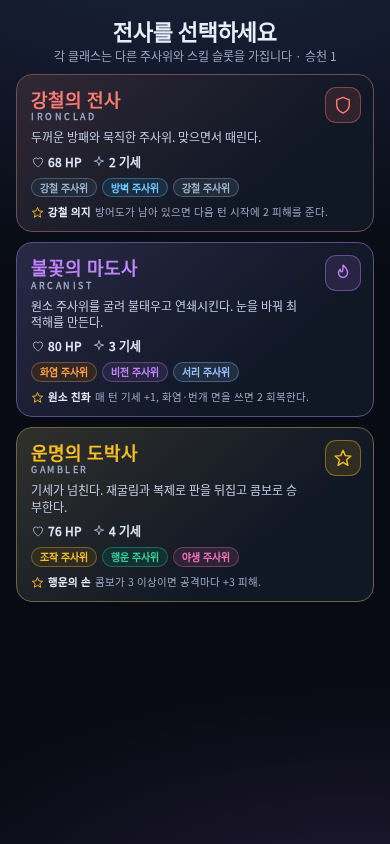 전사를 선택하세요
각 클래스는 다른 주사위와 스킬 슬롯을 가집니다 · 승천 1
강철의 전사
IRONCLAD
두꺼운 방패와 묵직한 주사위. 맞으면서 때린다.
68 HP 2 기세
강철 주사위 방벽 주사위 강철 주사위
강철 의지 방어도가 남아 있으면 다음 턴 시작에 2 피해를 준다.
불꽃의 마도사
ARCANIST
원소 주사위를 굴려 불태우고 연쇄시킨다. 눈을 바꿔 최
적해를 만든다.
80 HP 3 기세
화염 주사위 비전 주사위 서리 주사위
원소 친화 매 턴 기세 +1, 화염·번개 면을 쓰면 2 회복한다.
운명의 도박사
GAMBLER
기세가 넘친다. 재굴림과 복제로 판을 뒤집고 콤보로 승
부한다.
76 HP 4 기세
조작 주사위 행운 주사위 야생 주사위
행운의 손 콤보가 3 이상이면 공격마다 +3 피해.